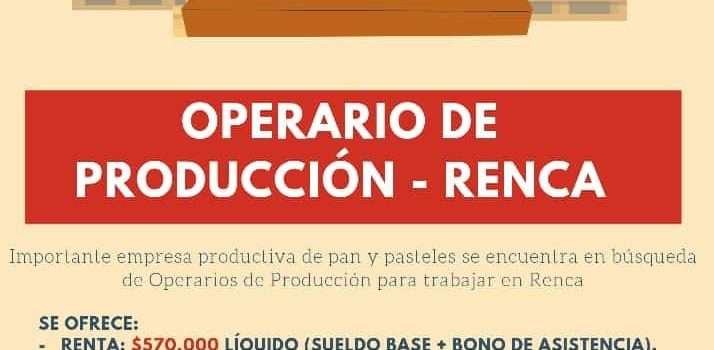 OPERARIO DE
PRODUCCIÓN - RENCA
Importante empresa productiva de pan y pasteles se encuentra en búsqueda
de Operarios de Producción para trabajar en Renca
SE OFRECE:
- RENTA: $570.000 LÍQUIDO (SUELDO BASE + BONO DE ASISTENCIA).